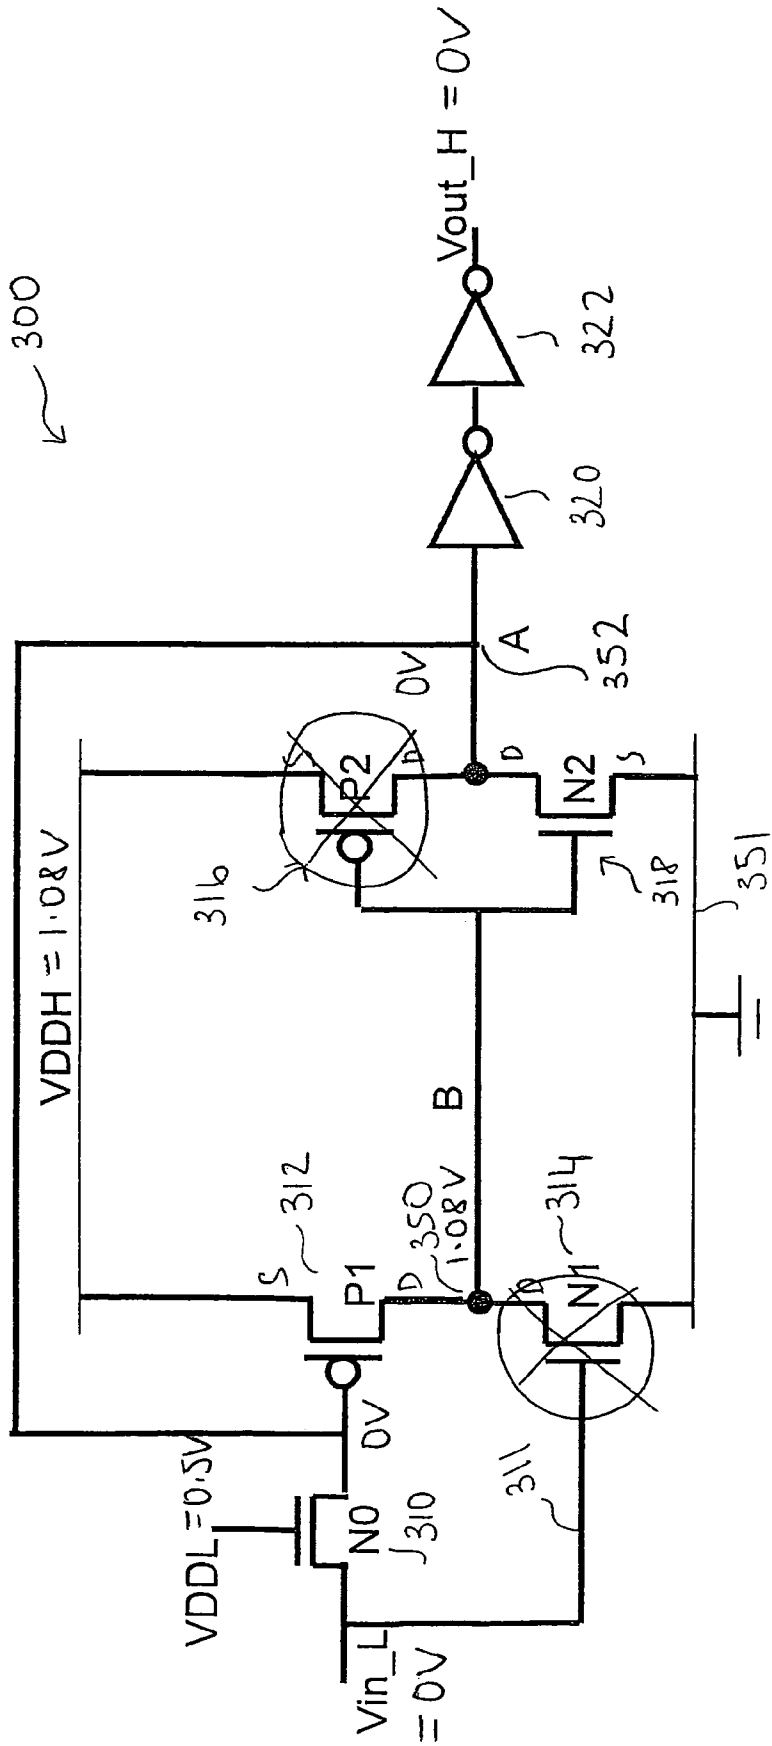 300
VDDH = 1.08V
VDDL = 0.5V
Vin_L
= 0V
N0
310
311
0V
S
312
P1
D
350
1.08V
B
D
N1
314
316
S
P2
D
0V
D
N2
S
318
351
A
352
320
322
Vout_H = 0V